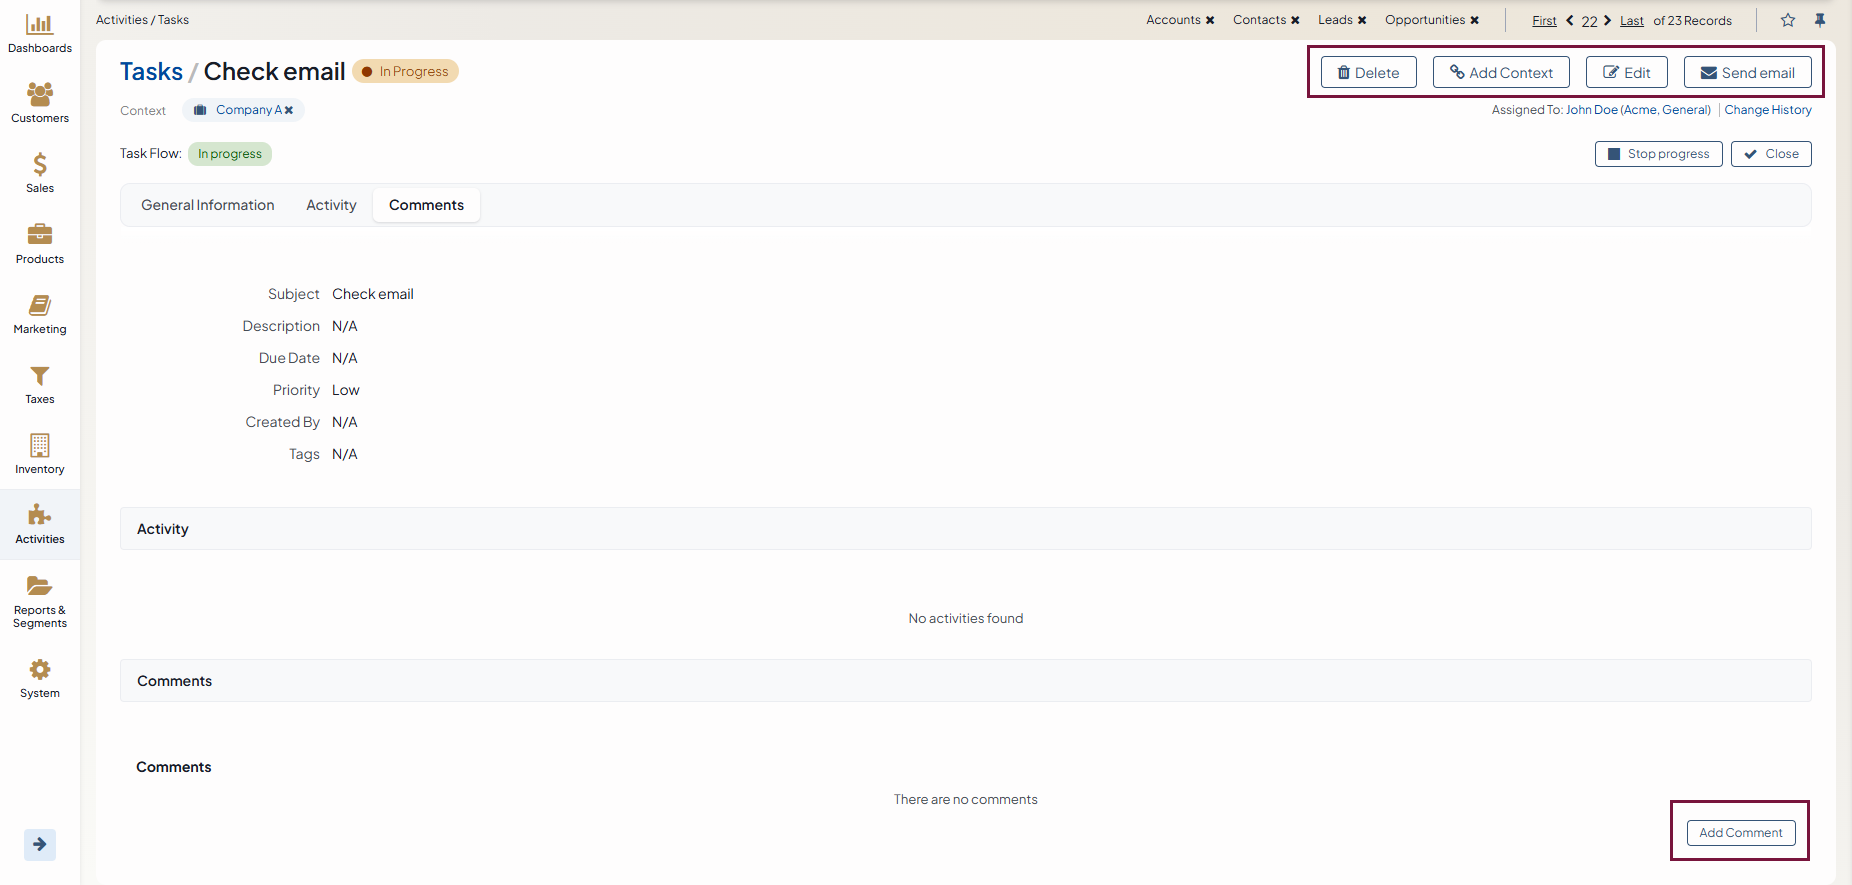 Activities / Tasks
Accounts ✖ Contacts ✖ Leads ✖ Opportunities ✖
First 22 Last of 23 Records
Dashboards
Customers
Sales
Products
Marketing
Taxes
Inventory
Activities
Reports &
Segments
System
Tasks / Check email In Progress
Delete Add Context Edit Send email
Context Company A ✖
Assigned To: John Doe (Acme, General) Change History
Task Flow: In progress
Stop progress Close
General Information Activity Comments
Subject Check email
Description N/A
Due Date N/A
Priority Low
Created By N/A
Tags N/A
Activity
No activities found
Comments
Comments
There are no comments
Add Comment